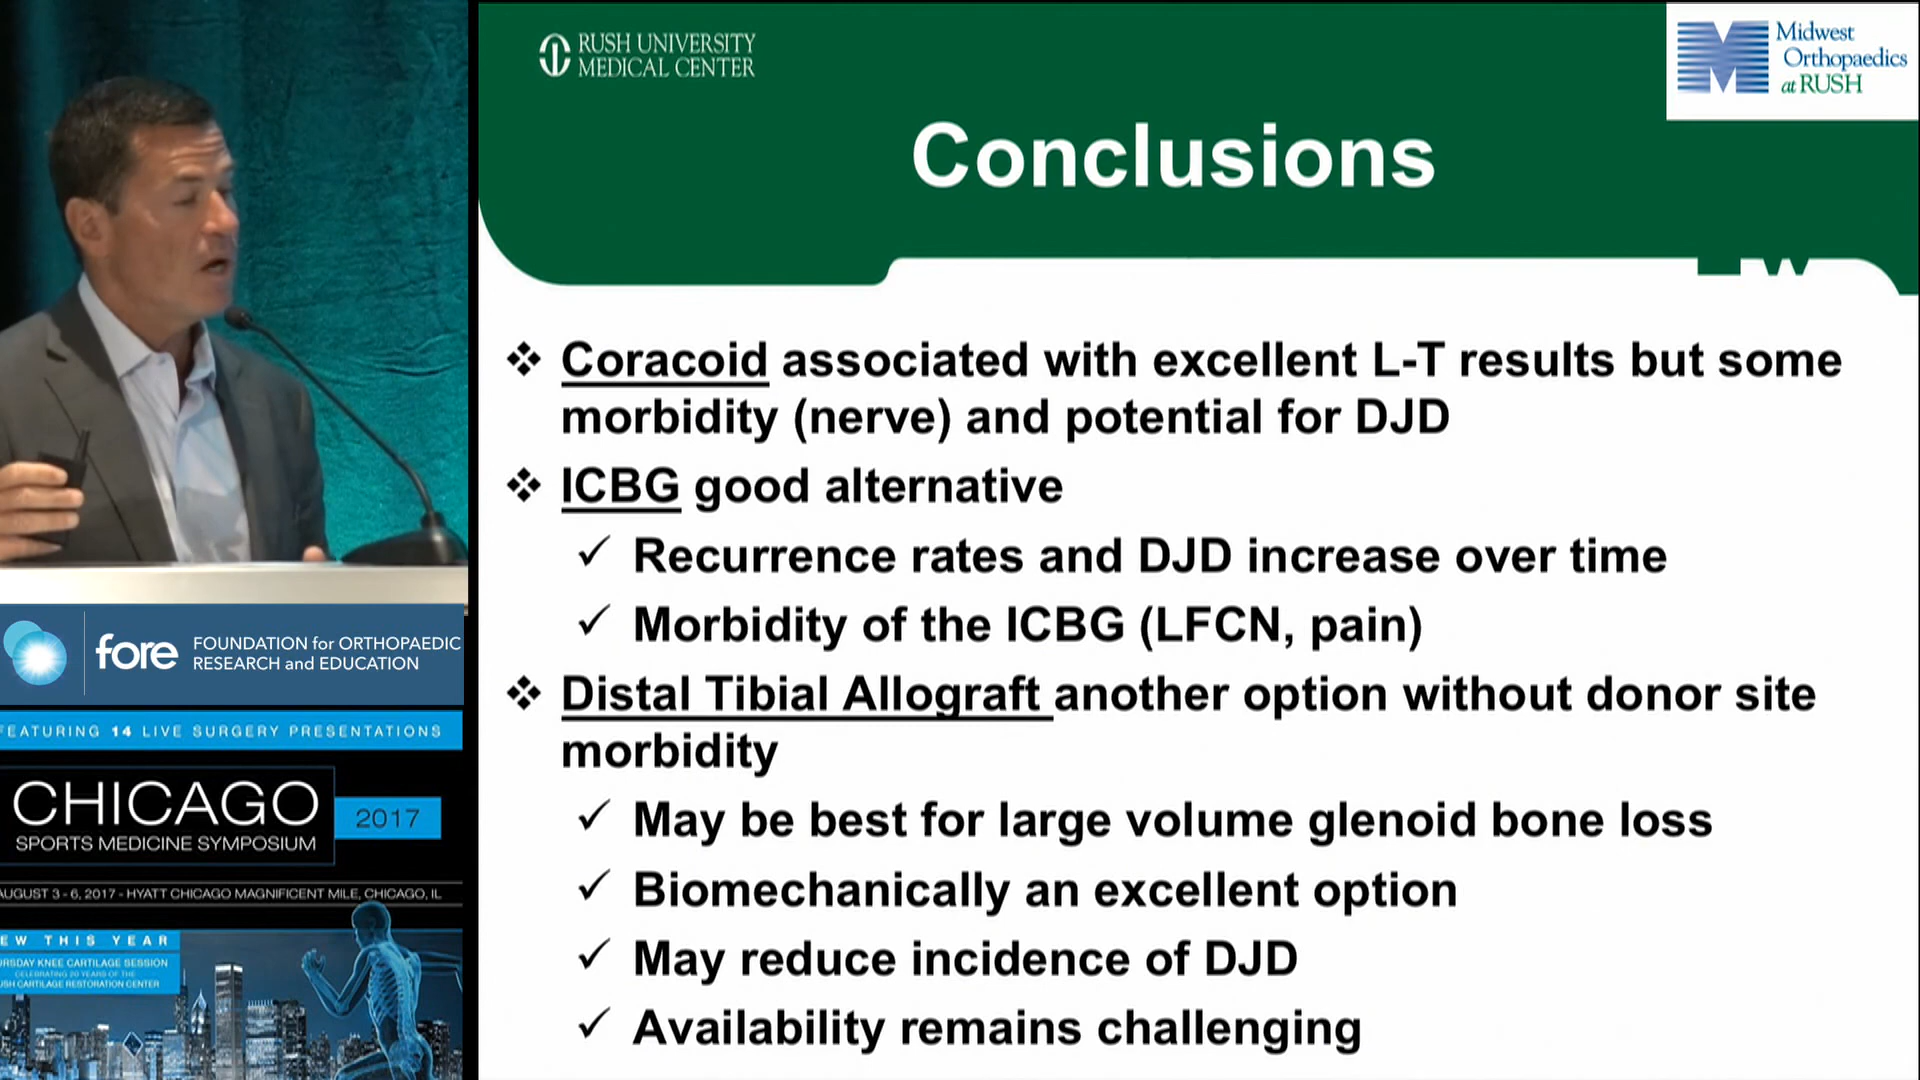 RUSH UNIVERSITY
MEDICAL CENTER
Midwest
Orthopaedics
at RUSH
Conclusions
❖ Coracoid associated with excellent L-T results but some
morbidity (nerve) and potential for DJD
❖ ICBG good alternative
✓ Recurrence rates and DJD increase over time
✓ Morbidity of the ICBG (LFCN, pain)
❖ Distal Tibial Allograft another option without donor site
morbidity
✓ May be best for large volume glenoid bone loss
✓ Biomechanically an excellent option
✓ May reduce incidence of DJD
✓ Availability remains challenging
fore
FOUNDATION for ORTHOPAEDIC
RESEARCH and EDUCATION
FEATURING 14 LIVE SURGERY PRESENTATIONS
CHICAGO
SPORTS MEDICINE SYMPOSIUM
2017
AUGUST 3 - 6, 2017 - HYATT CHICAGO MAGNIFICENT MILE, CHICAGO, IL
EW THIS YEAR
URSDAY KNEE CARTILAGE SESSION
CELEBRATING 20 YEARS OF THE
USH CARTILAGE RESTORATION CENTER